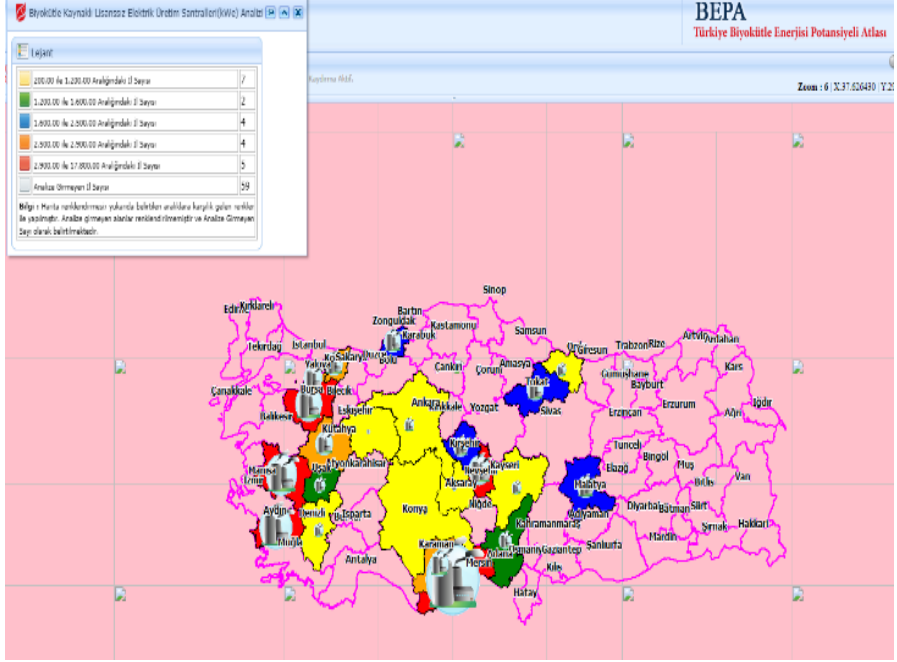 Biyokütle Kaynaklı Lisanssız Elektrik Üretim Santralleri(kWe) Analizi
BEPA
Türkiye Biyokütle Enerjisi Potansiyeli Atlası
Lejant
200.00 ile 1.200.00 Aralığındaki İl Sayısı 7
1.200.00 ile 1.600.00 Aralığındaki İl Sayısı 2
1.600.00 ile 2.500.00 Aralığındaki İl Sayısı 4
2.500.00 ile 2.900.00 Aralığındaki İl Sayısı 4
2.900.00 ile 17.800.00 Aralığındaki İl Sayısı 5
Analize Girmeyen İl Sayısı 59
Bilgi : Harita renklendirmesi yukarıda belirtilen aralıklara karşılık gelen renkler
ile yapılmıştır. Analize girmeyen alanlar renklendirilmemiştir ve Analize Girmeyen
Sayı olarak belirtilmektedir.
Kaydırma Aktif.
Zoom : 6 | X:37.626430 | Y:2
Sinop
Kırklareli
Bartın
Zonguldak
Kastamonu
Karabük
Samsun
Tekirdağ
İstanbul
Giresun
Trabzon
Rize
Artvin
Ardahan
Yalova
Sakarya
Bolu
Çankırı
Çorum
Amasya
Kars
Gümüşhane
Bayburt
Çanakkale
Bursa
Bilecik
Tokat
Balıkesir
Eskişehir
Ankara
Kırıkkale
Yozgat
Sivas
Erzincan
Erzurum
Ağrı
Iğdır
Kütahya
Kırşehir
Tunceli
Bingöl
Muş
Manisa
İzmir
Uşak
Afyonkarahisar
Nevşehir
Kayseri
Elazığ
Bitlis
Van
Aksaray
Malatya
Aydın
Denizli
Isparta
Konya
Niğde
Adıyaman
Diyarbakır
Batman
Siirt
Kahramanmaraş
Muğla
Şırnak
Hakkari
Mardin
Antalya
Karaman
Mersin
Adana
Osmaniye
Gaziantep
Şanlıurfa
Kilis
Hatay